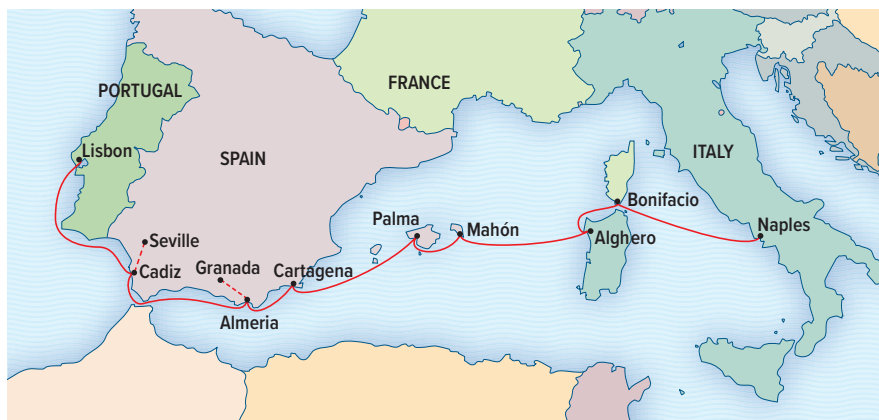 FRANCE
PORTUGAL
Lisbon
SPAIN
ITALY
Bonifacio
Palma
Mahón
Alghero
Naples
Seville
Cadiz
Granada
Cartagena
Almeria